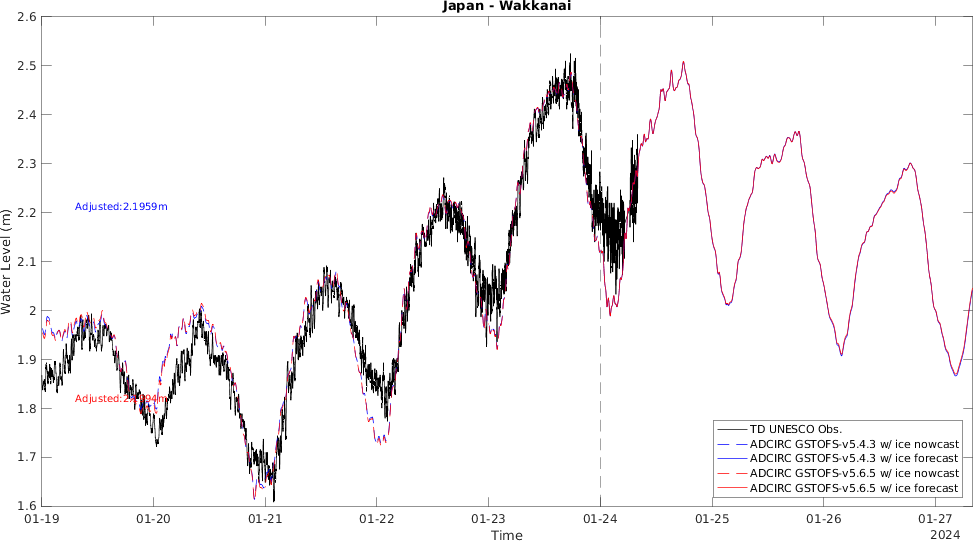 Japan - Wakkanai
Water Level (m)
2.6
2.5
2.4
2.3
2.2
2.1
2
1.9
1.8
1.7
1.6
Adjusted:2.1959m
TD UNESCO Obs.
ADCIRC GSTOFS-v5.4.3 w/ ice nowcast
ADCIRC GSTOFS-v5.4.3 w/ ice forecast
ADCIRC GSTOFS-v5.6.5 w/ ice nowcast
ADCIRC GSTOFS-v5.6.5 w/ ice forecast
01-19 01-20 01-21 01-22 01-23 01-24 01-25 01-26 01-27
Time
2024